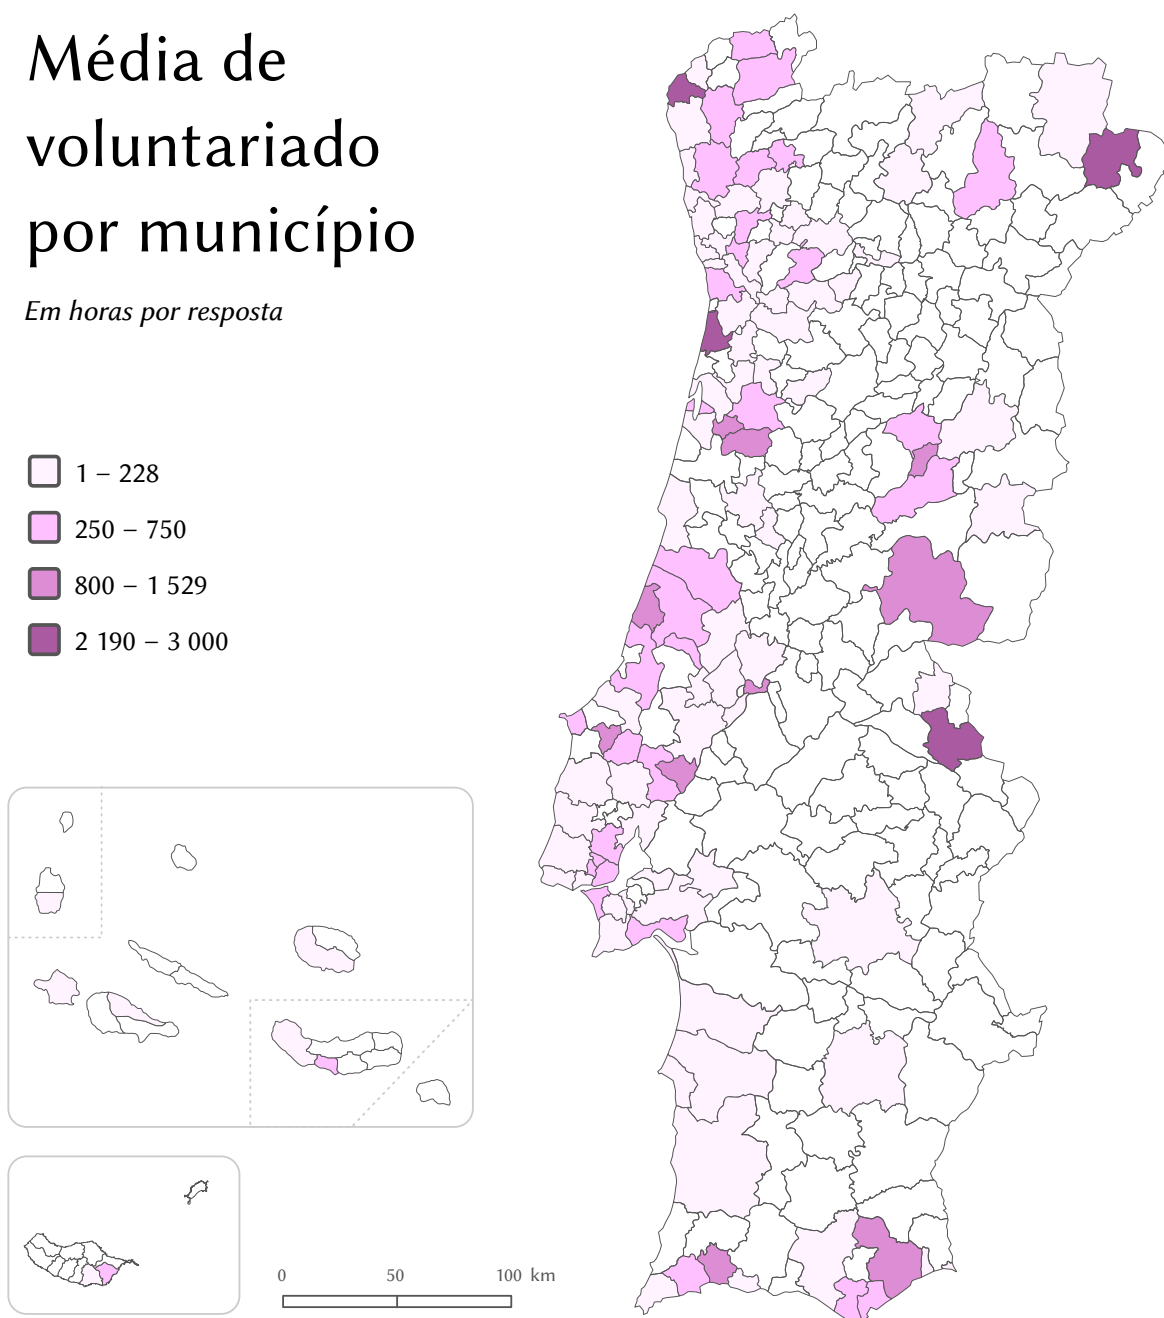 Média de
voluntariado
por município
Em horas por resposta
1 – 228
250 – 750
800 – 1 529
2 190 – 3 000
0 50 100 km